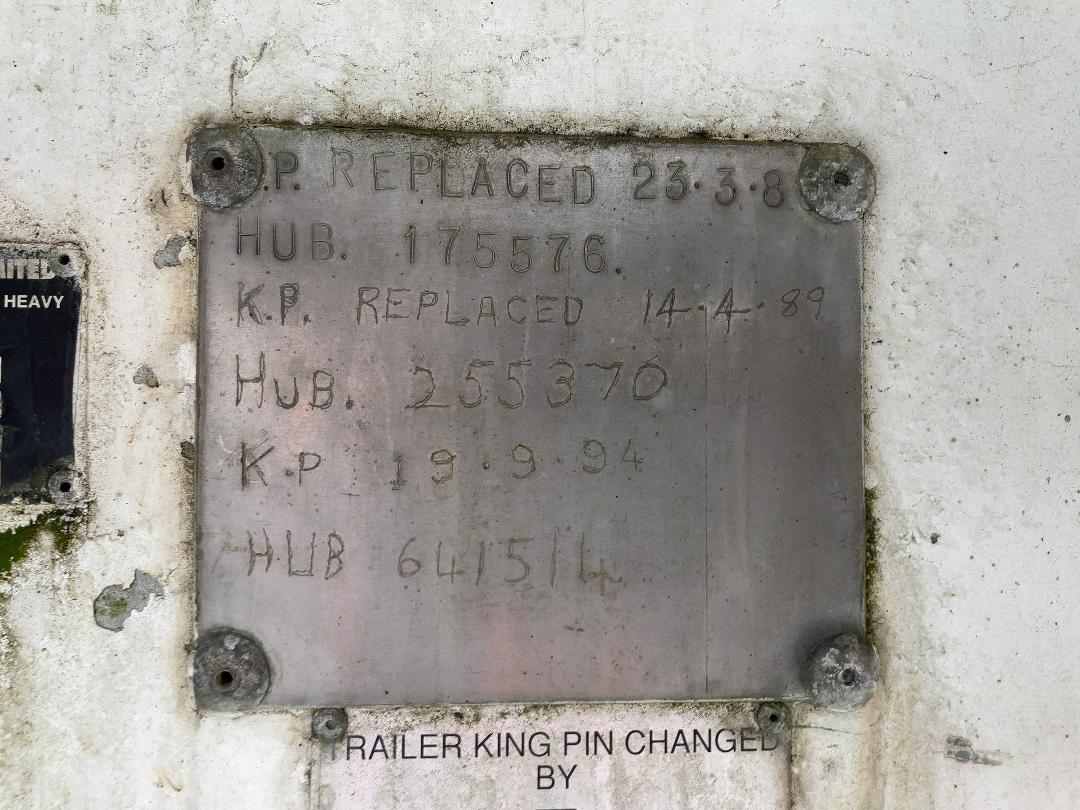 .P. REPLACED 23·3·8
HUB. 175576.
K.P. REPLACED 14·4·89
HUB. 255370
K.P 19·9·94
HUB 641514
HEAVY
TRAILER KING PIN CHANGED
BY